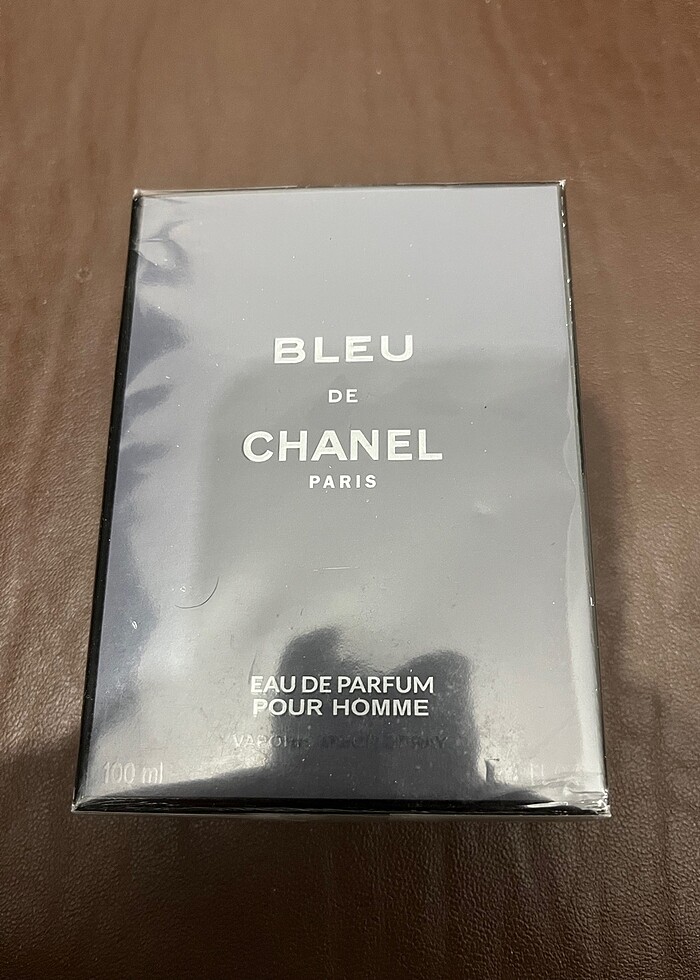 BLEU
DE
CHANEL
PARIS
EAU DE PARFUM
POUR HOMME
100 ml